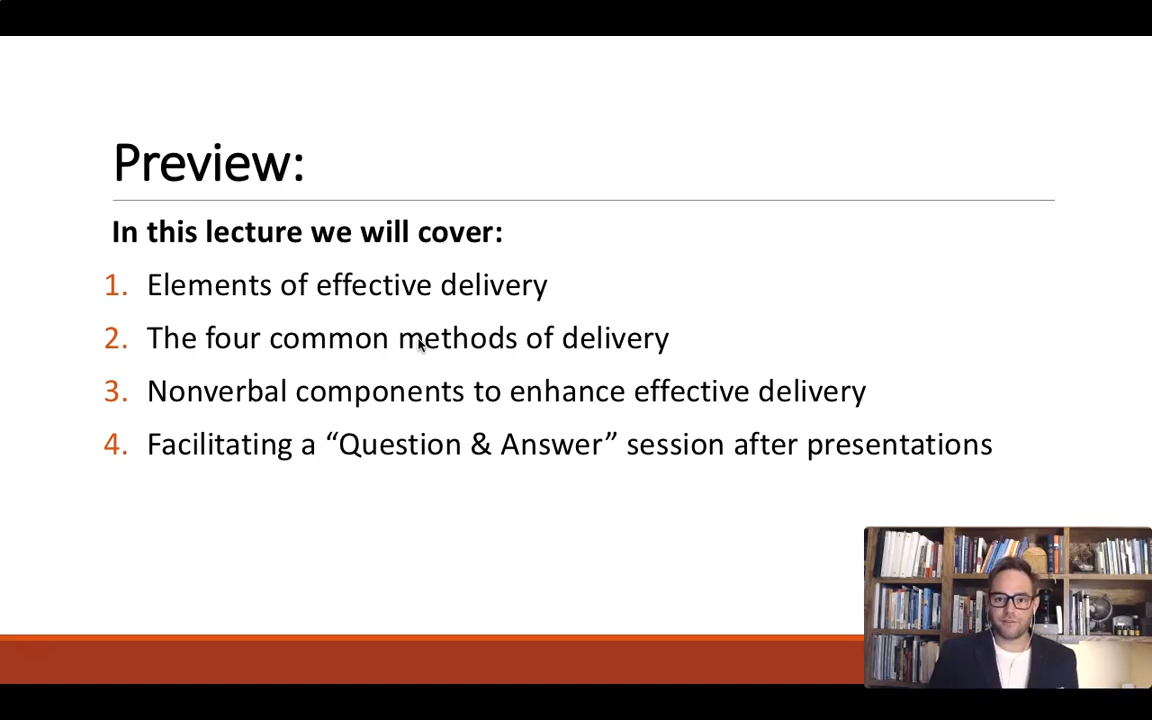 Preview:
In this lecture we will cover:
1. Elements of effective delivery
2. The four common methods of delivery
3. Nonverbal components to enhance effective delivery
4. Facilitating a “Question & Answer” session after presentations